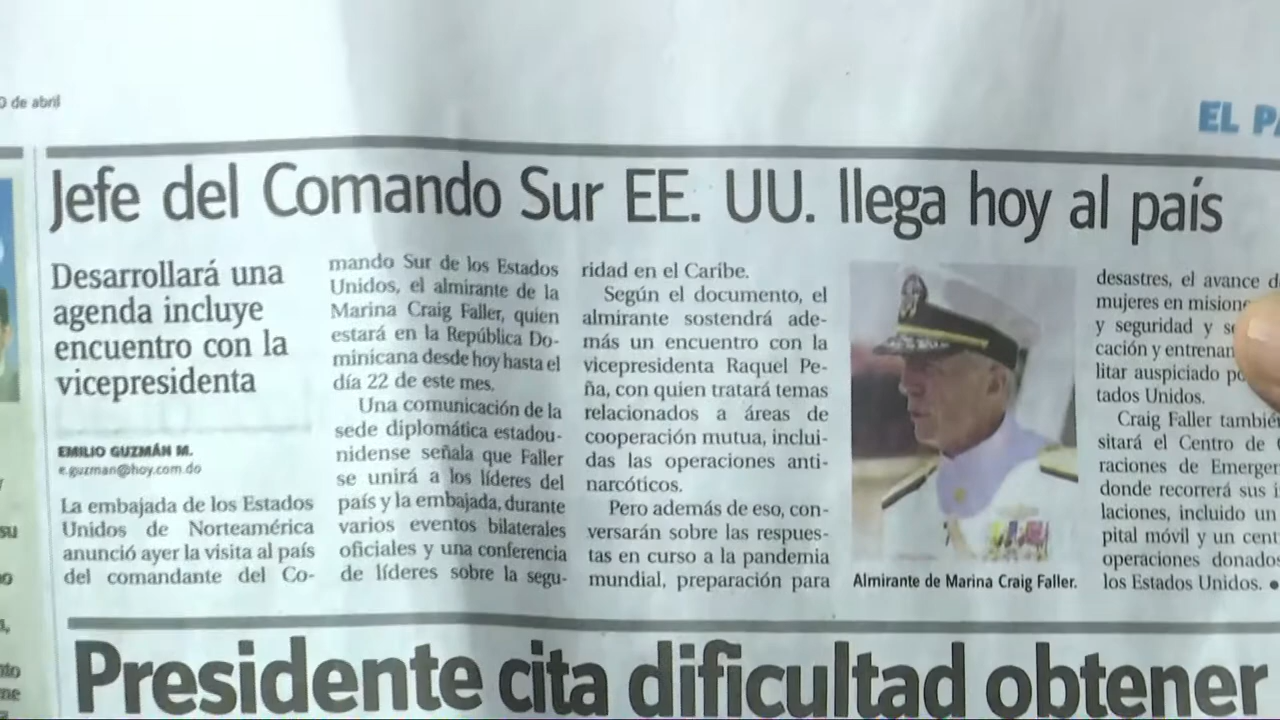 de abril
EL
Jefe del Comando Sur EE. UU. llega hoy al país
Desarrollará una
agenda incluye
encuentro con la
vicepresidenta
EMILIO GUZMÁN M.
e.guzman@hoy.com.do
La embajada de los Estados
Unidos de Norteamérica
anunció ayer la visita al país
del comandante del Co-
mando Sur de los Estados
Unidos, el almirante de la
Marina Craig Faller, quien
estará en la República Do-
minicana desde hoy hasta el
día 22 de este mes.
Una comunicación de la
sede diplomática estadou-
nidense señala que Faller
se unirá a los líderes del
país y la embajada, durante
varios eventos bilaterales
oficiales y una conferencia
de líderes sobre la segu-
ridad en el Caribe.
Según el documento, el
almirante sostendrá ade-
más un encuentro con la
vicepresidenta Raquel Pe-
ña, con quien tratará temas
relacionados a áreas de
cooperación mutua, inclui-
das las operaciones anti-
narcóticos.
Pero además de eso, con-
versarán sobre las respues-
tas en curso a la pandemia
mundial, preparación para
Almirante de Marina Craig Faller.
desastres, el avance
mujeres en
y seguridad y
cación y
litar auspiciado
tados Unidos.
Craig Faller
sitará el Centro de
raciones de
donde recorrerá sus
laciones, incluido un
pital móvil y un
operaciones
los Estados Unidos.
Presidente cita dificultad obtener